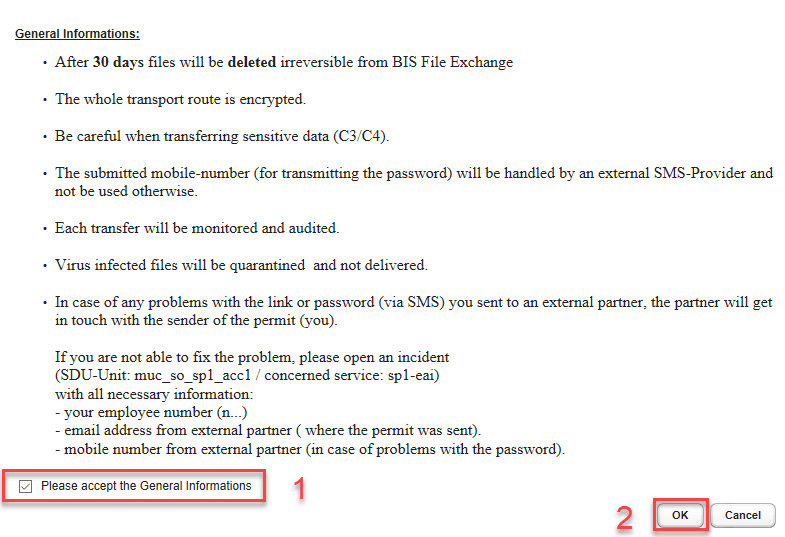 General Informations:
• After 30 days files will be deleted irreversible from BIS File Exchange
• The whole transport route is encrypted.
• Be careful when transferring sensitive data (C3/C4).
• The submitted mobile-number (for transmitting the password) will be handled by an external SMS-Provider and
not be used otherwise.
• Each transfer will be monitored and audited.
• Virus infected files will be quarantined  and not delivered.
• In case of any problems with the link or password (via SMS) you sent to an external partner, the partner will get
in touch with the sender of the permit (you).
If you are not able to fix the problem, please open an incident
(SDU-Unit: muc_so_sp1_acc1 / concerned service: sp1-eai)
with all necessary information:
- your employee number (n...)
- email address from external partner ( where the permit was sent).
- mobile number from external partner (in case of problems with the password).
Please accept the General Informations 1
2 OK Cancel